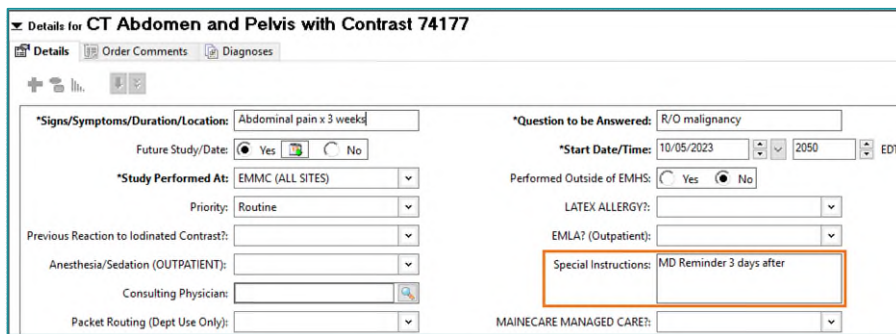 Details for CT Abdomen and Pelvis with Contrast 74177
Details Order Comments Diagnoses
*Signs/Symptoms/Duration/Location: Abdominal pain x 3 weeks *Question to be Answered: R/O malignancy
Future Study/Date: Yes No *Start Date/Time: 10/05/2023 2050 EDT
*Study Performed At: EMMC (ALL SITES) Performed Outside of EMHS: Yes No
Priority: Routine LATEX ALLERGY?:
Previous Reaction to Iodinated Contrast?: EMLA? (Outpatient):
Anesthesia/Sedation (OUTPATIENT): Special Instructions: MD Reminder 3 days after
Consulting Physician:
Packet Routing (Dept Use Only): MAINECARE MANAGED CARE?: